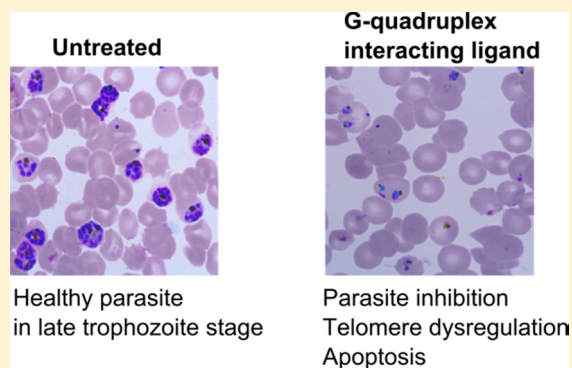 Untreated
G-quadruplex
interacting ligand
Healthy parasite
in late trophozoite stage
Parasite inhibition
Telomere dysregulation
Apoptosis